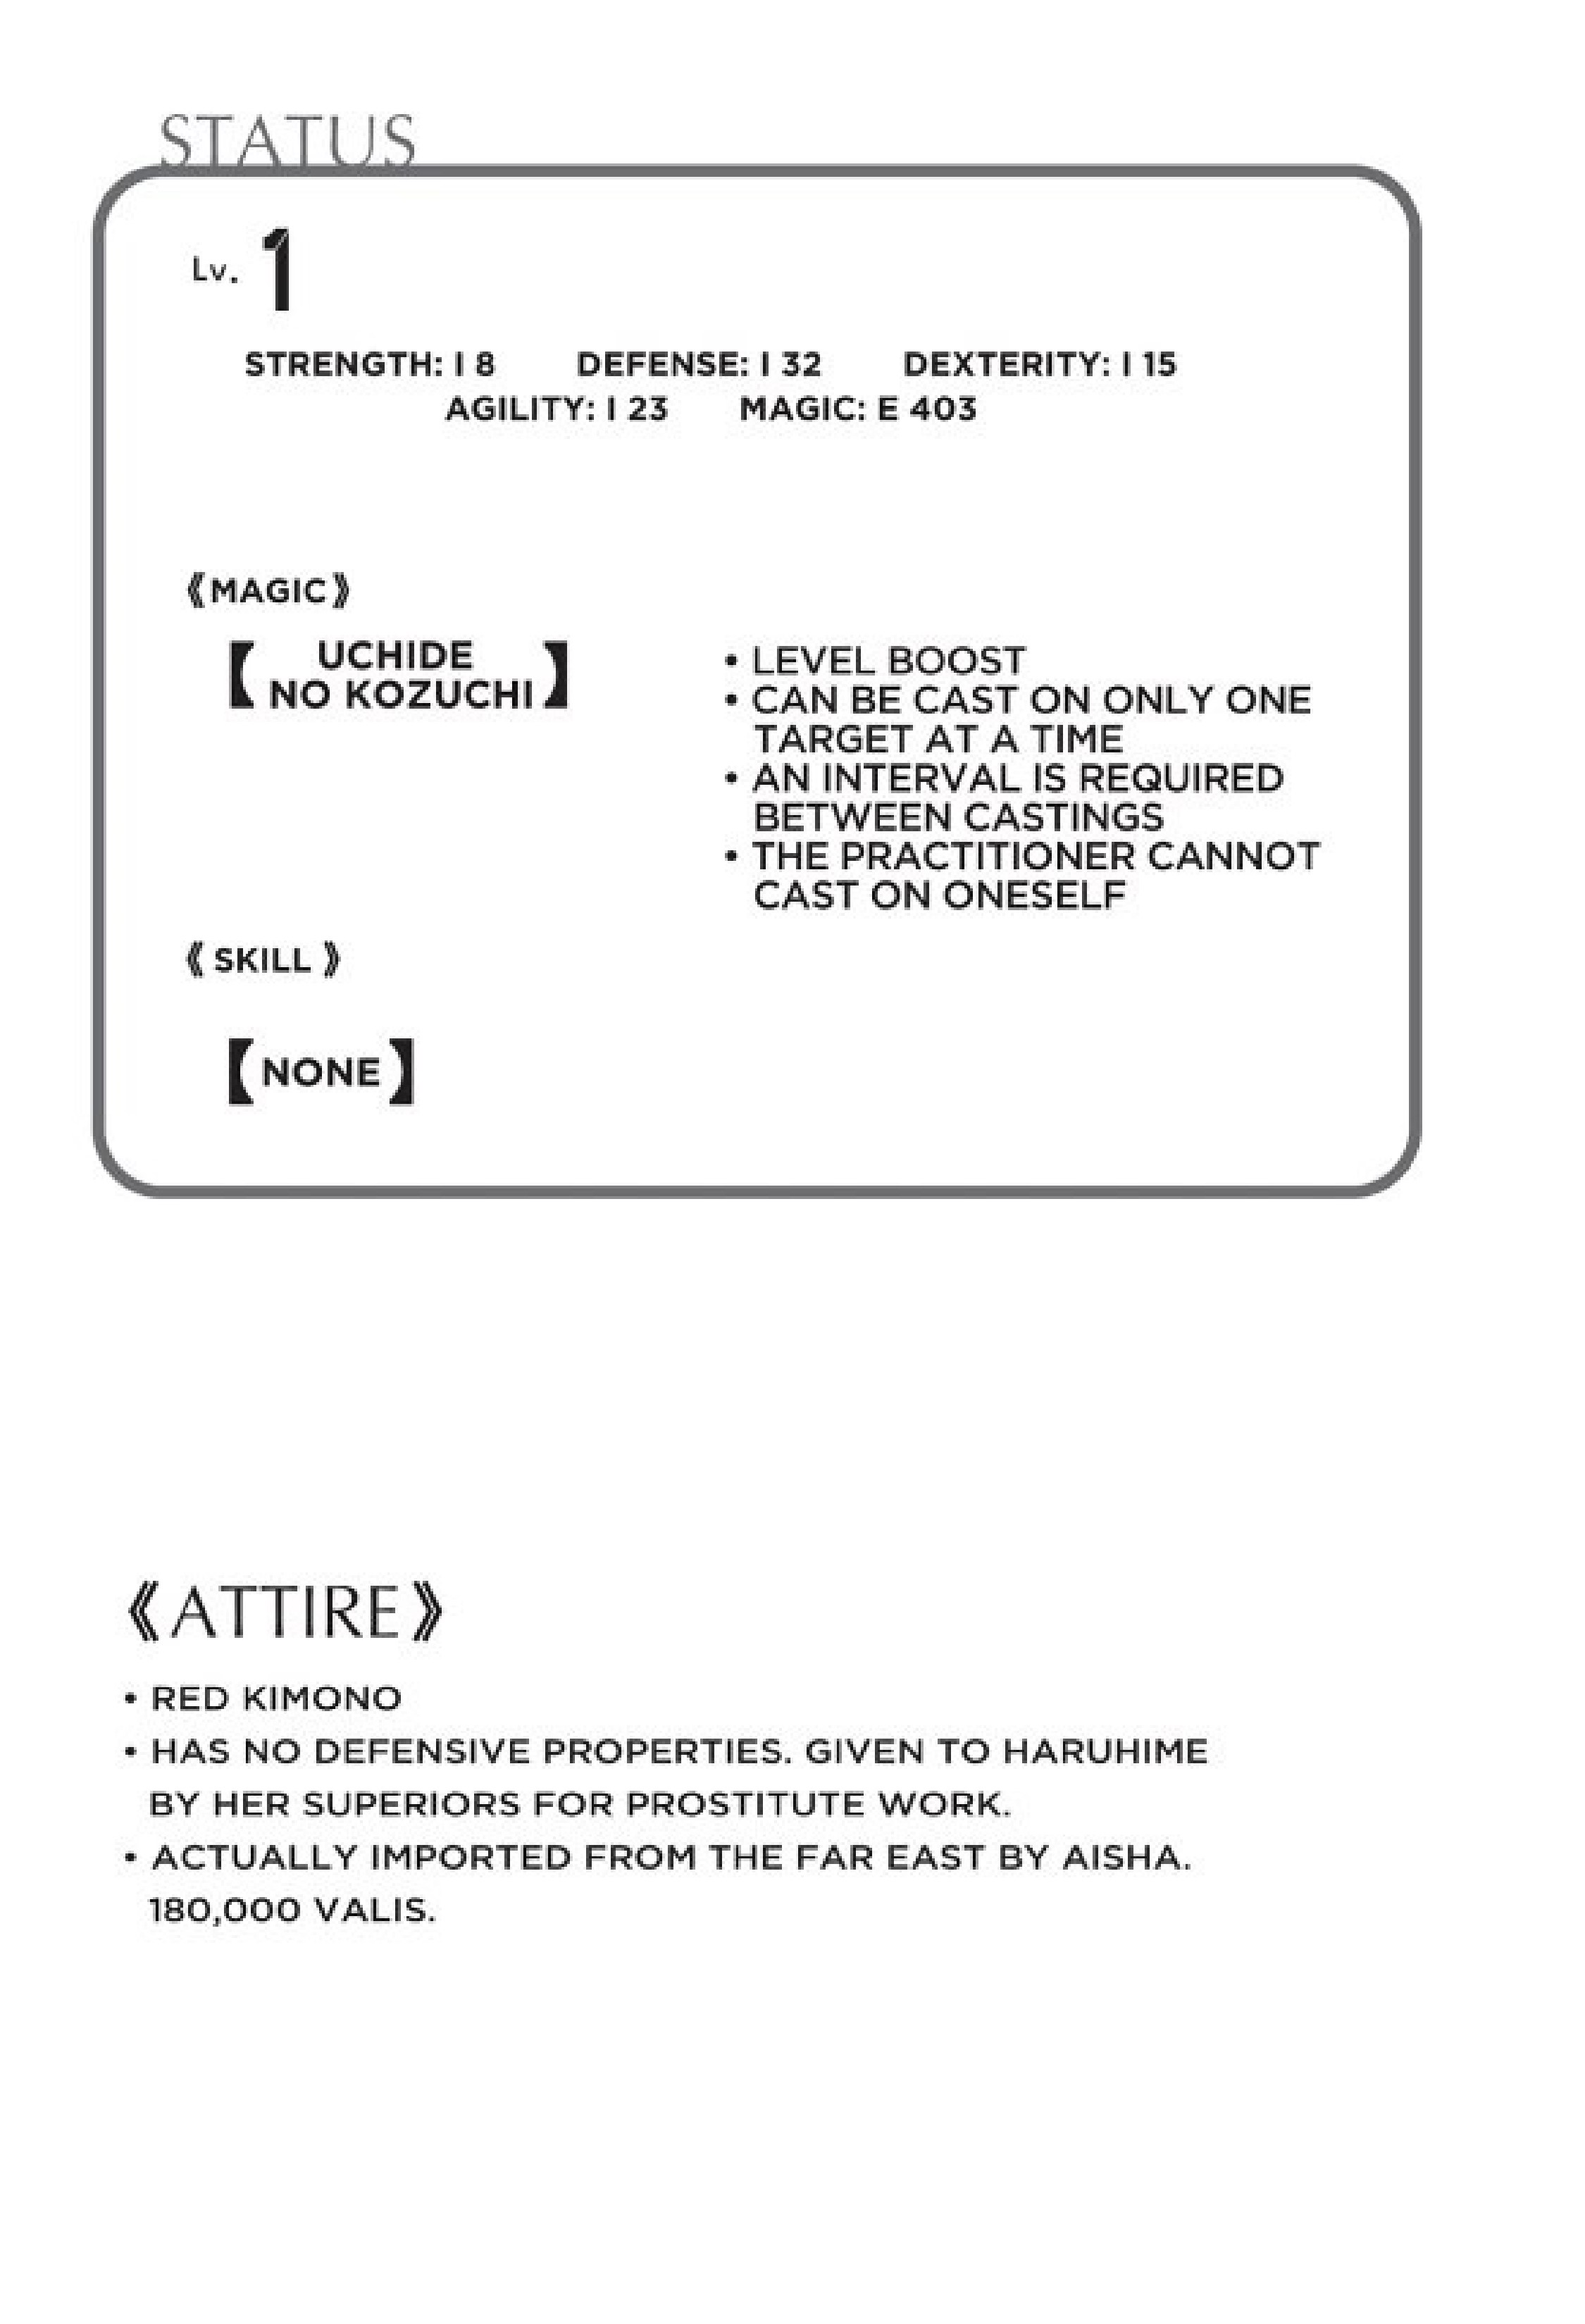 STATUS
Lv. 1
STRENGTH: I 8 DEFENSE: I 32 DEXTERITY: I 15
AGILITY: I 23 MAGIC: E 403
《MAGIC》
【UCHIDE
NO KOZUCHI】
• LEVEL BOOST
• CAN BE CAST ON ONLY ONE
TARGET AT A TIME
• AN INTERVAL IS REQUIRED
BETWEEN CASTINGS
• THE PRACTITIONER CANNOT
CAST ON ONESELF
《SKILL》
【NONE】
《ATTIRE》
• RED KIMONO
• HAS NO DEFENSIVE PROPERTIES. GIVEN TO HARUHIME
BY HER SUPERIORS FOR PROSTITUTE WORK.
• ACTUALLY IMPORTED FROM THE FAR EAST BY AISHA.
180,000 VALIS.